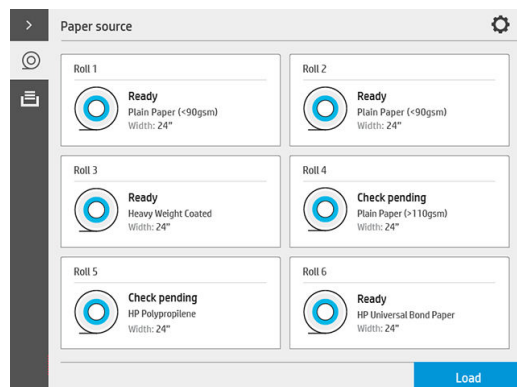 Paper source
Roll 1
Ready
Plain Paper (<90gsm)
Width: 24"
Roll 2
Ready
Plain Paper (<90gsm)
Width: 24"
Roll 3
Ready
Heavy Weight Coated
Width: 24"
Roll 4
Check pending
Plain Paper (>110gsm)
Width: 24"
Roll 5
Check pending
HP Polypropilene
Width: 24"
Roll 6
Ready
HP Universal Bond Paper
Width: 24"
Load